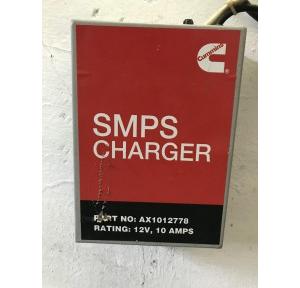 Cummins
SMPS
CHARGER
PART NO: AX1012778
RATING: 12V, 10 AMPS